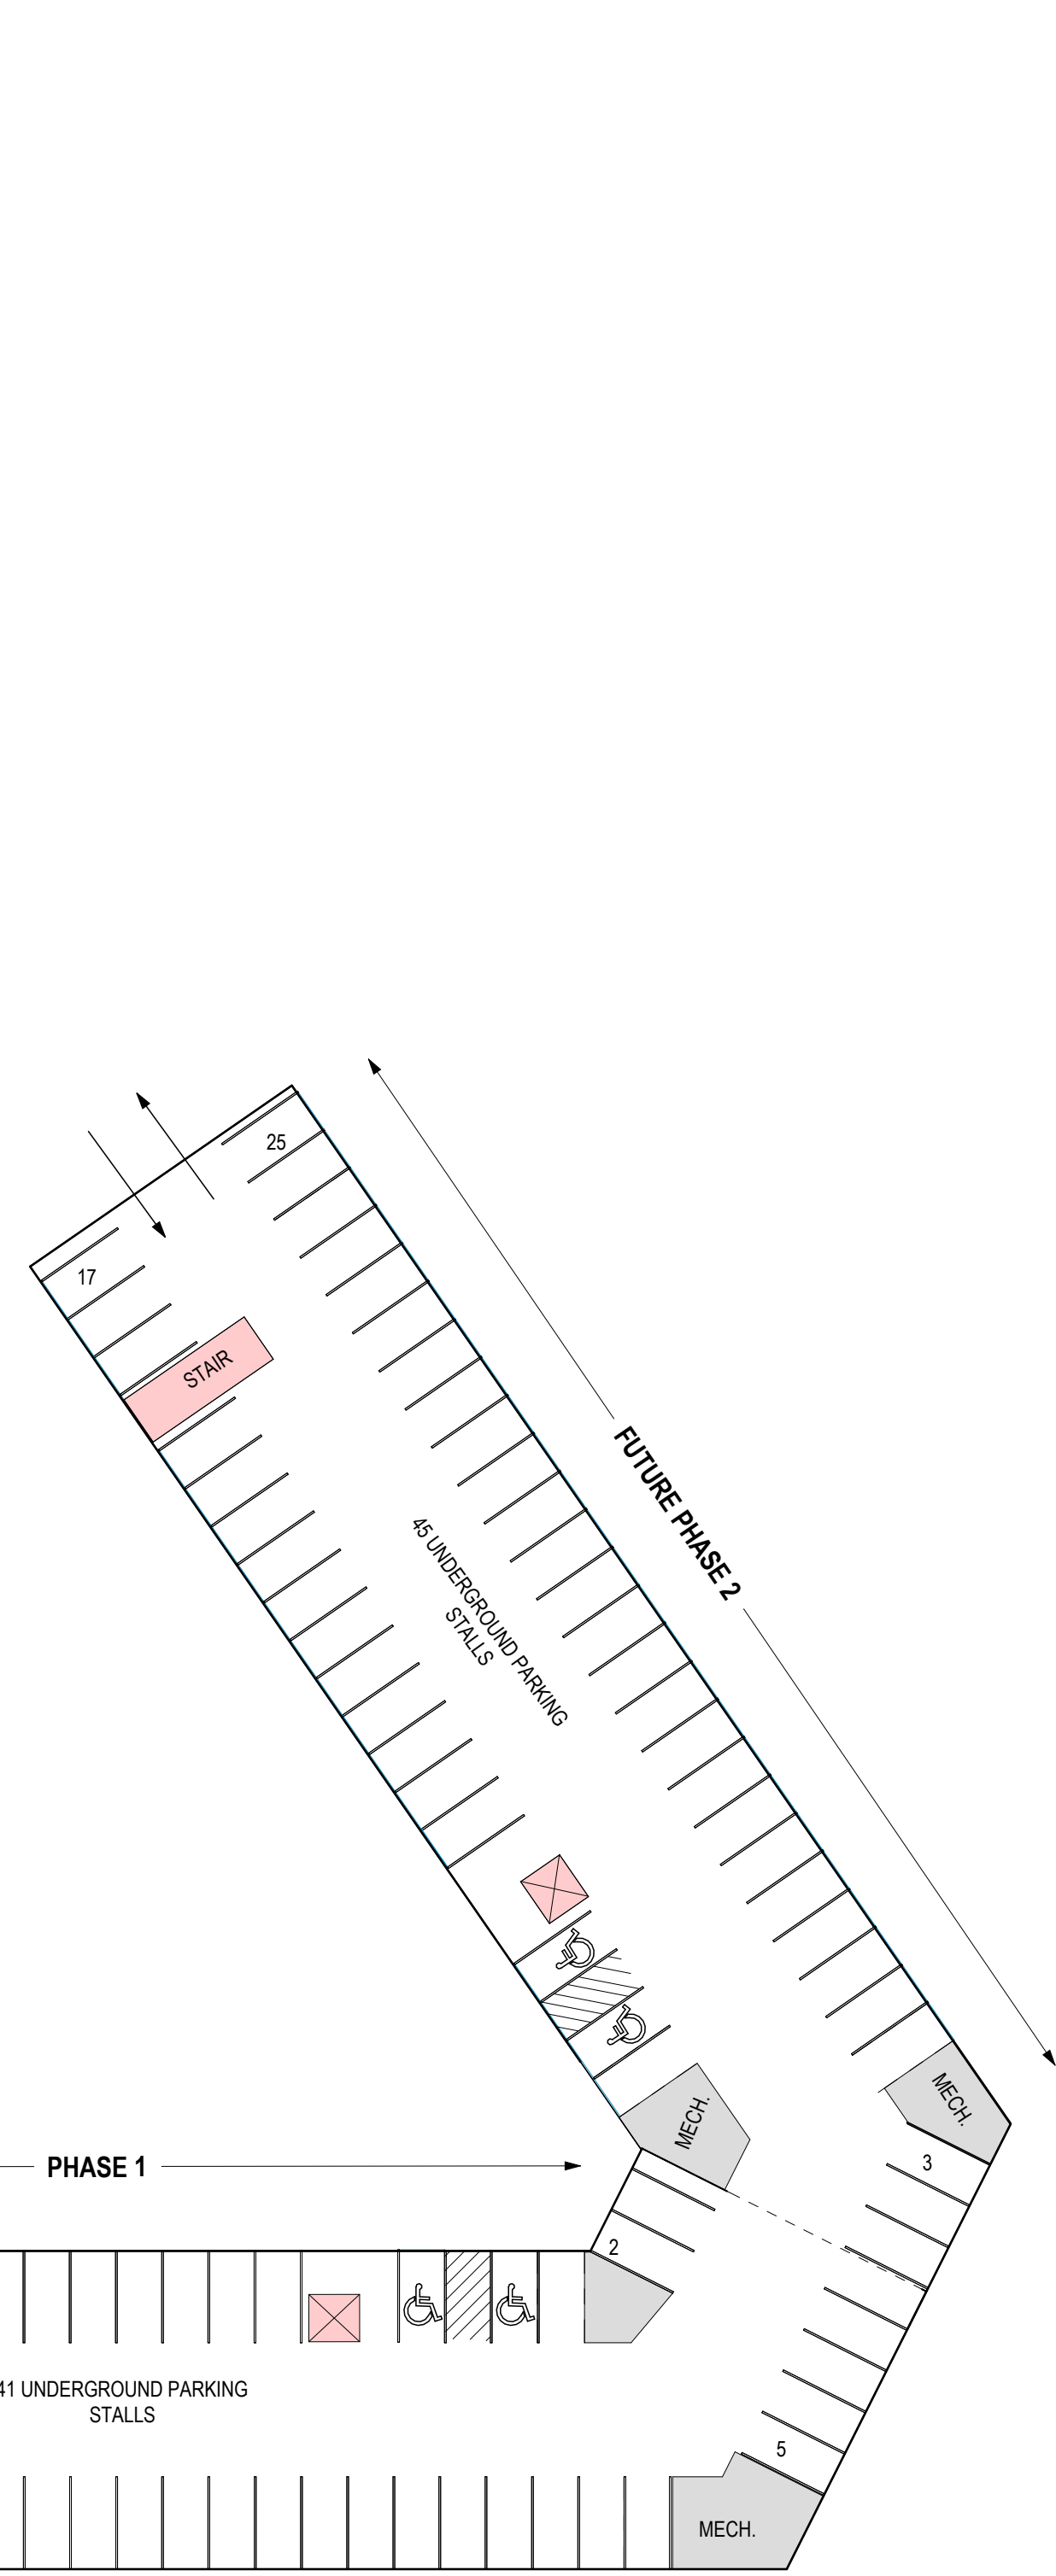 25
17
STAIR
FUTURE PHASE 2
45 UNDERGROUND PARKING
STALLS
MECH.
MECH.
PHASE 1
3
2
41 UNDERGROUND PARKING
STALLS
5
MECH.